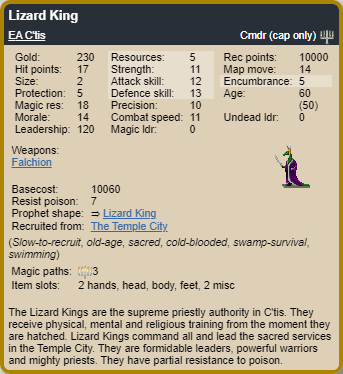 Lizard King
EA C'tis Cmdr (cap only)
Gold: 230 Resources: 5 Rec points: 10000
Hit points: 17 Strength: 11 Map move: 14
Size: 2 Attack skill: 12 Encumbrance: 5
Protection: 5 Defence skill: 13 Age: 60
Magic res: 18 Precision: 10 (50)
Morale: 14 Combat speed: 11 Undead ldr: 0
Leadership: 120 Magic ldr: 0
Weapons:
Falchion
Basecost: 10060
Resist poison: 7
Prophet shape: ⇒ Lizard King
Recruited from: The Temple City
(Slow-to-recruit, old-age, sacred, cold-blooded, swamp-survival,
swimming)
Magic paths: 3
Item slots: 2 hands, head, body, feet, 2 misc
The Lizard Kings are the supreme priestly authority in C'tis. They
receive physical, mental and religious training from the moment they
are hatched. Lizard Kings command all and lead the sacred services
in the Temple City. They are formidable leaders, powerful warriors
and mighty priests. They have partial resistance to poison.